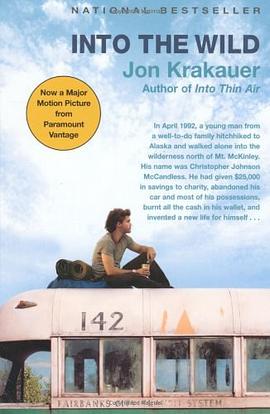 NATIONAL BESTSELLER
INTO THE WILD
Jon Krakauer
Author of Into Thin Air
Now a Major
Motion Picture
from
Paramount
Vantage
In April 1992, a young man from
a well-to-do family hitchhiked to
Alaska and walked alone into the
wilderness north of Mt. McKinley.
His name was Christopher Johnson
McCandless. He had given $25,000
in savings to charity, abandoned his
car and most of his possessions,
burnt all the cash in his wallet, and
invented a new life for himself . . .
142
FAIRBANKS
SYSTEM